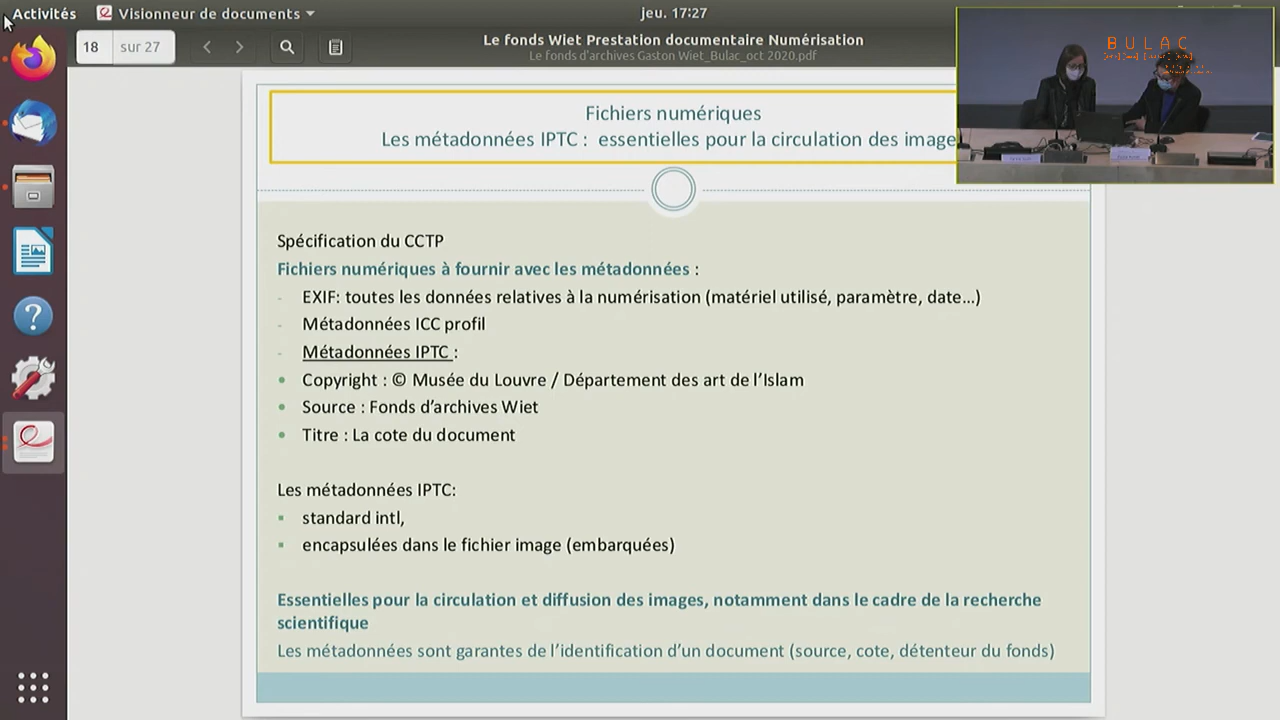 Activités
Visionneur de documents
jeu. 17:27
18
sur 27
Le fonds Wiet Prestation documentaire Numérisation
Le fonds d'archives Gaston Wiet_Bulac_oct 2020.pdf
BULAC
Fichiers numériques
Les métadonnées IPTC : essentielles pour la circulation des image
Spécification du CCTP
Fichiers numériques à fournir avec les métadonnées :
- EXIF: toutes les données relatives à la numérisation (matériel utilisé, paramètre, date…)
- Métadonnées ICC profil
- Métadonnées IPTC :
• Copyright : © Musée du Louvre / Département des art de l’Islam
• Source : Fonds d’archives Wiet
• Titre : La cote du document
Les métadonnées IPTC:
▪ standard intl,
▪ encapsulées dans le fichier image (embarquées)
Essentielles pour la circulation et diffusion des images, notamment dans le cadre de la recherche
scientifique
Les métadonnées sont garantes de l’identification d’un document (source, cote, détenteur du fonds)